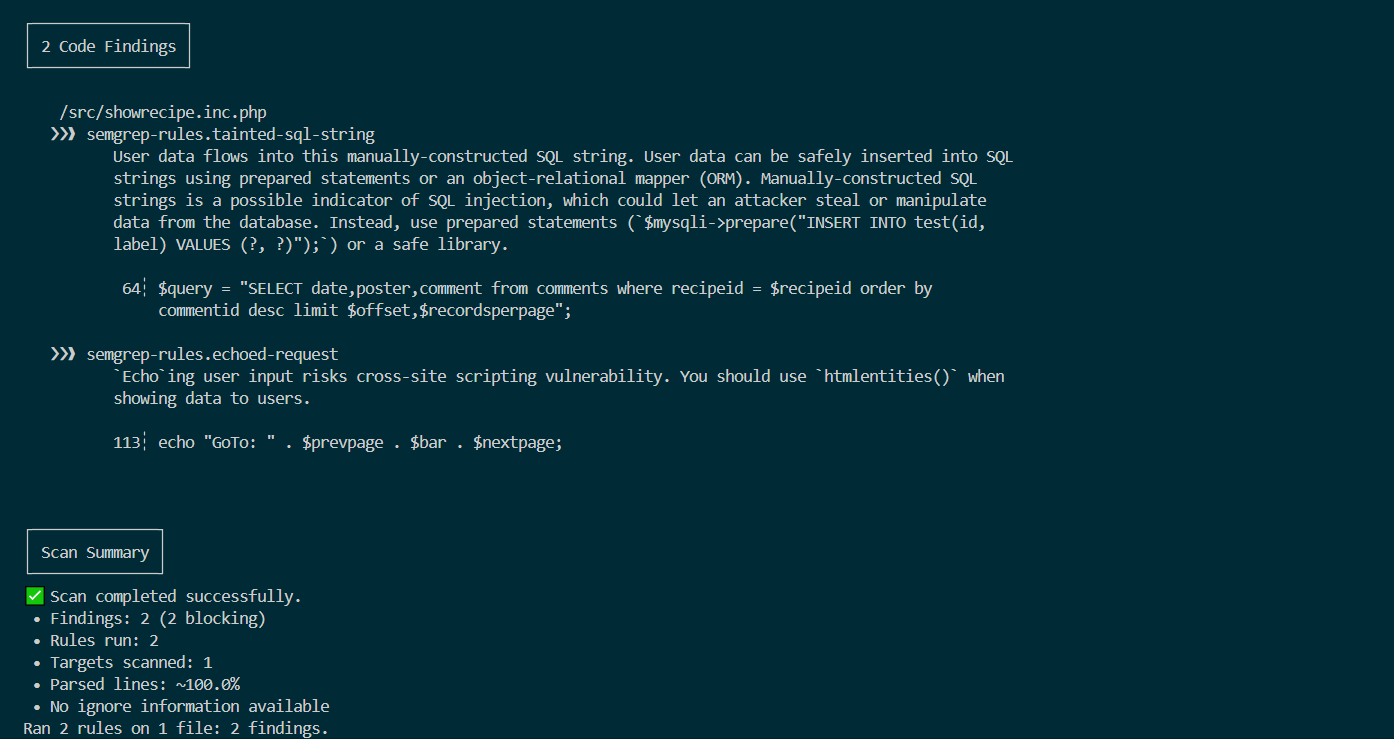 2 Code Findings
/src/showrecipe.inc.php
❯❯❱ semgrep-rules.tainted-sql-string
User data flows into this manually-constructed SQL string. User data can be safely inserted into SQL
strings using prepared statements or an object-relational mapper (ORM). Manually-constructed SQL
strings is a possible indicator of SQL injection, which could let an attacker steal or manipulate
data from the database. Instead, use prepared statements (`$mysqli->prepare("INSERT INTO test(id,
label) VALUES (?, ?)");`) or a safe library.
64┆ $query = "SELECT date,poster,comment from comments where recipeid = $recipeid order by
commentid desc limit $offset,$recordsperpage";
❯❯❱ semgrep-rules.echoed-request
`Echo`ing user input risks cross-site scripting vulnerability. You should use `htmlentities()` when
showing data to users.
113┆ echo "GoTo: " . $prevpage . $bar . $nextpage;
Scan Summary
✅ Scan completed successfully.
• Findings: 2 (2 blocking)
• Rules run: 2
• Targets scanned: 1
• Parsed lines: ~100.0%
• No ignore information available
Ran 2 rules on 1 file: 2 findings.